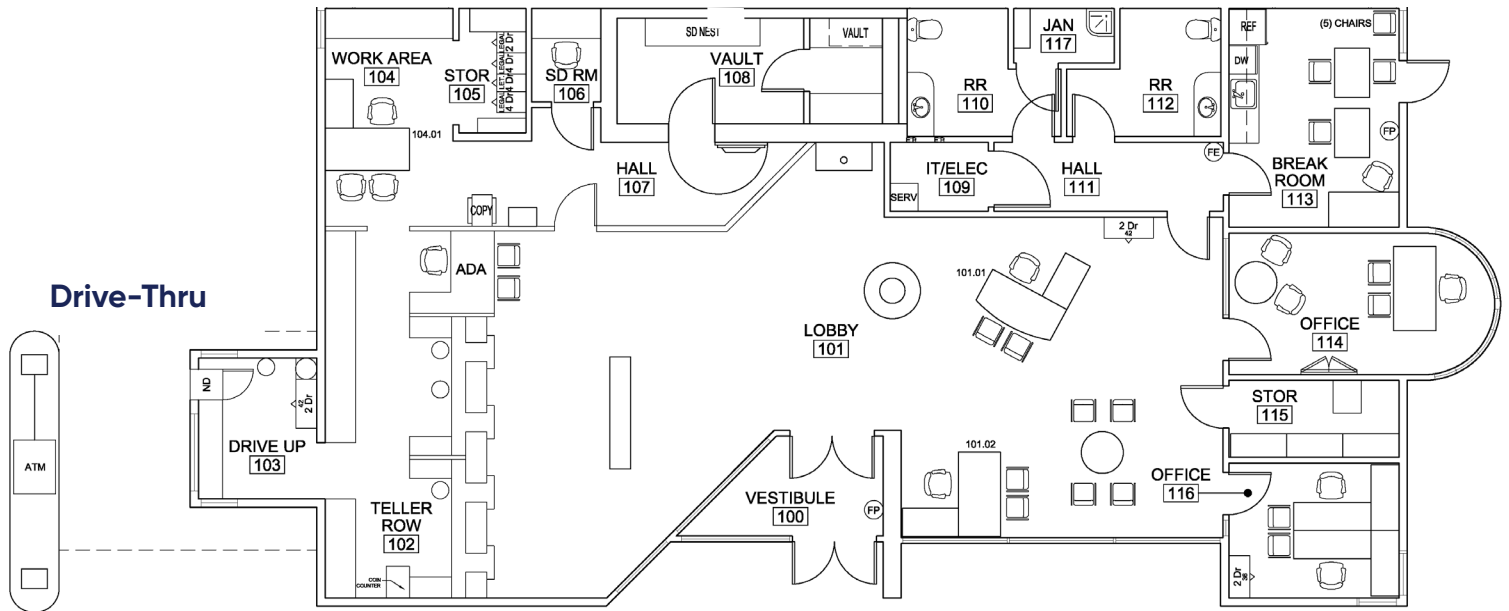 SD NEST
VAULT
JAN
117
REF
(5) CHAIRS
WORK AREA
104
STOR
105
LEGAL 2 Dr
LEGAL 4 Dr
LET 4 Dr
LEGAL 4 Dr
SD RM
106
VAULT
108
RR
110
RR
112
DW
104.01
FP
HALL
107
IT/ELEC
109
SERV
HALL
111
FE
BREAK
ROOM
113
COPY
2 Dr
42
ADA
101.01
Drive-Thru
LOBBY
101
OFFICE
114
ND
42
2 Dr
STOR
115
ATM
DRIVE UP
103
101.02
OFFICE
116
VESTIBULE
100
FP
TELLER
ROW
102
COIN
COUNTER
2 Dr
36